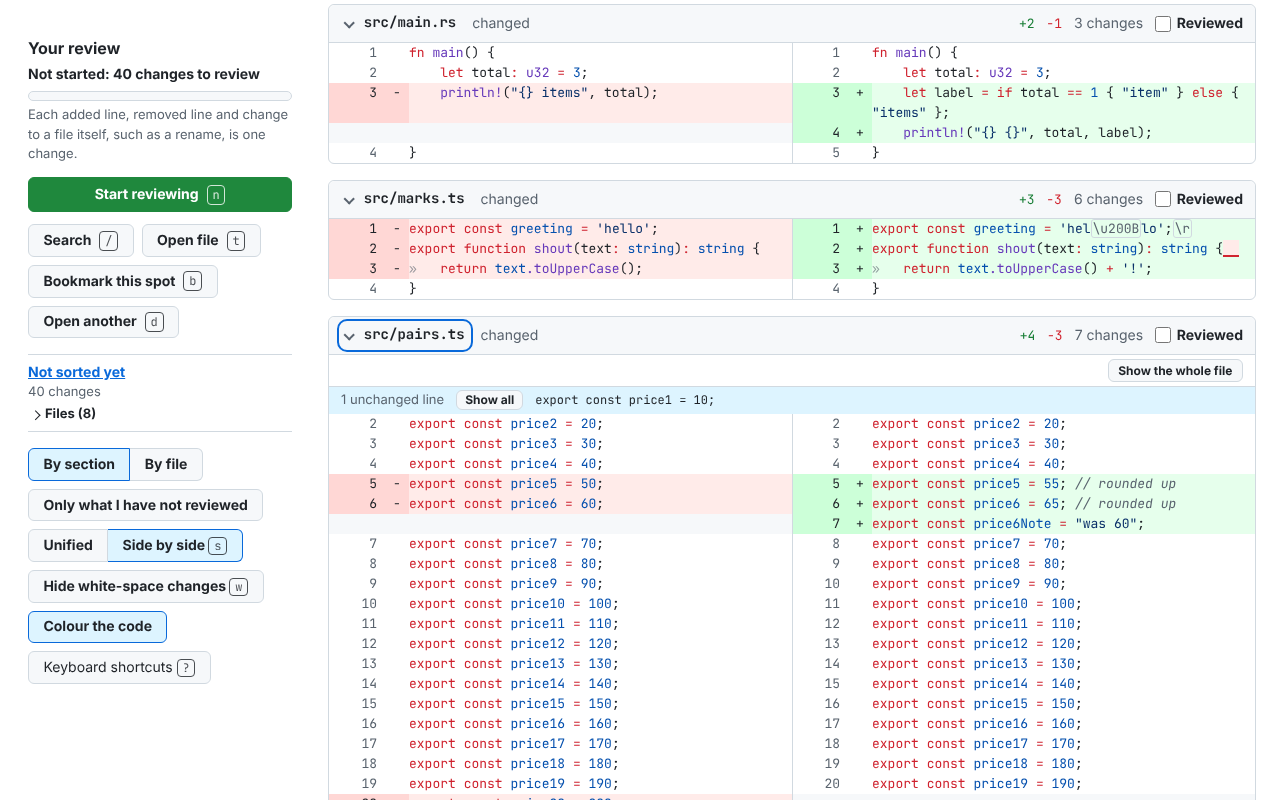 Your review
Not started: 40 changes to review
Each added line, removed line and change
to a file itself, such as a rename, is one
change.
Start reviewing n
Search / Open file t
Bookmark this spot b
Open another d
Not sorted yet
40 changes
Files (8)
By section By file
Only what I have not reviewed
Unified Side by side s
Hide white-space changes w
Colour the code
Keyboard shortcuts ?
src/main.rs changed +2 -1 3 changes Reviewed
1 fn main() { 1 fn main() {
2 let total: u32 = 3; 2 let total: u32 = 3;
3 - println!("{} items", total); 3 + let label = if total == 1 { "item" } else {
"items" };
4 + println!("{} {}", total, label);
4 } 5 }
src/marks.ts changed +3 -3 6 changes Reviewed
1 - export const greeting = 'hello'; 1 + export const greeting = 'hel\u200Blo';\r
2 - export function shout(text: string): string { 2 + export function shout(text: string): string {
3 - » return text.toUpperCase(); 3 + » return text.toUpperCase() + '!';
4 } 4 }
src/pairs.ts changed +4 -3 7 changes Reviewed
Show the whole file
1 unchanged line Show all export const price1 = 10;
2 export const price2 = 20; 2 export const price2 = 20;
3 export const price3 = 30; 3 export const price3 = 30;
4 export const price4 = 40; 4 export const price4 = 40;
5 - export const price5 = 50; 5 + export const price5 = 55; // rounded up
6 - export const price6 = 60; 6 + export const price6 = 65; // rounded up
7 + export const price6Note = "was 60";
7 export const price7 = 70; 8 export const price7 = 70;
8 export const price8 = 80; 9 export const price8 = 80;
9 export const price9 = 90; 10 export const price9 = 90;
10 export const price10 = 100; 11 export const price10 = 100;
11 export const price11 = 110; 12 export const price11 = 110;
12 export const price12 = 120; 13 export const price12 = 120;
13 export const price13 = 130; 14 export const price13 = 130;
14 export const price14 = 140; 15 export const price14 = 140;
15 export const price15 = 150; 16 export const price15 = 150;
16 export const price16 = 160; 17 export const price16 = 160;
17 export const price17 = 170; 18 export const price17 = 170;
18 export const price18 = 180; 19 export const price18 = 180;
19 export const price19 = 190; 20 export const price19 = 190;